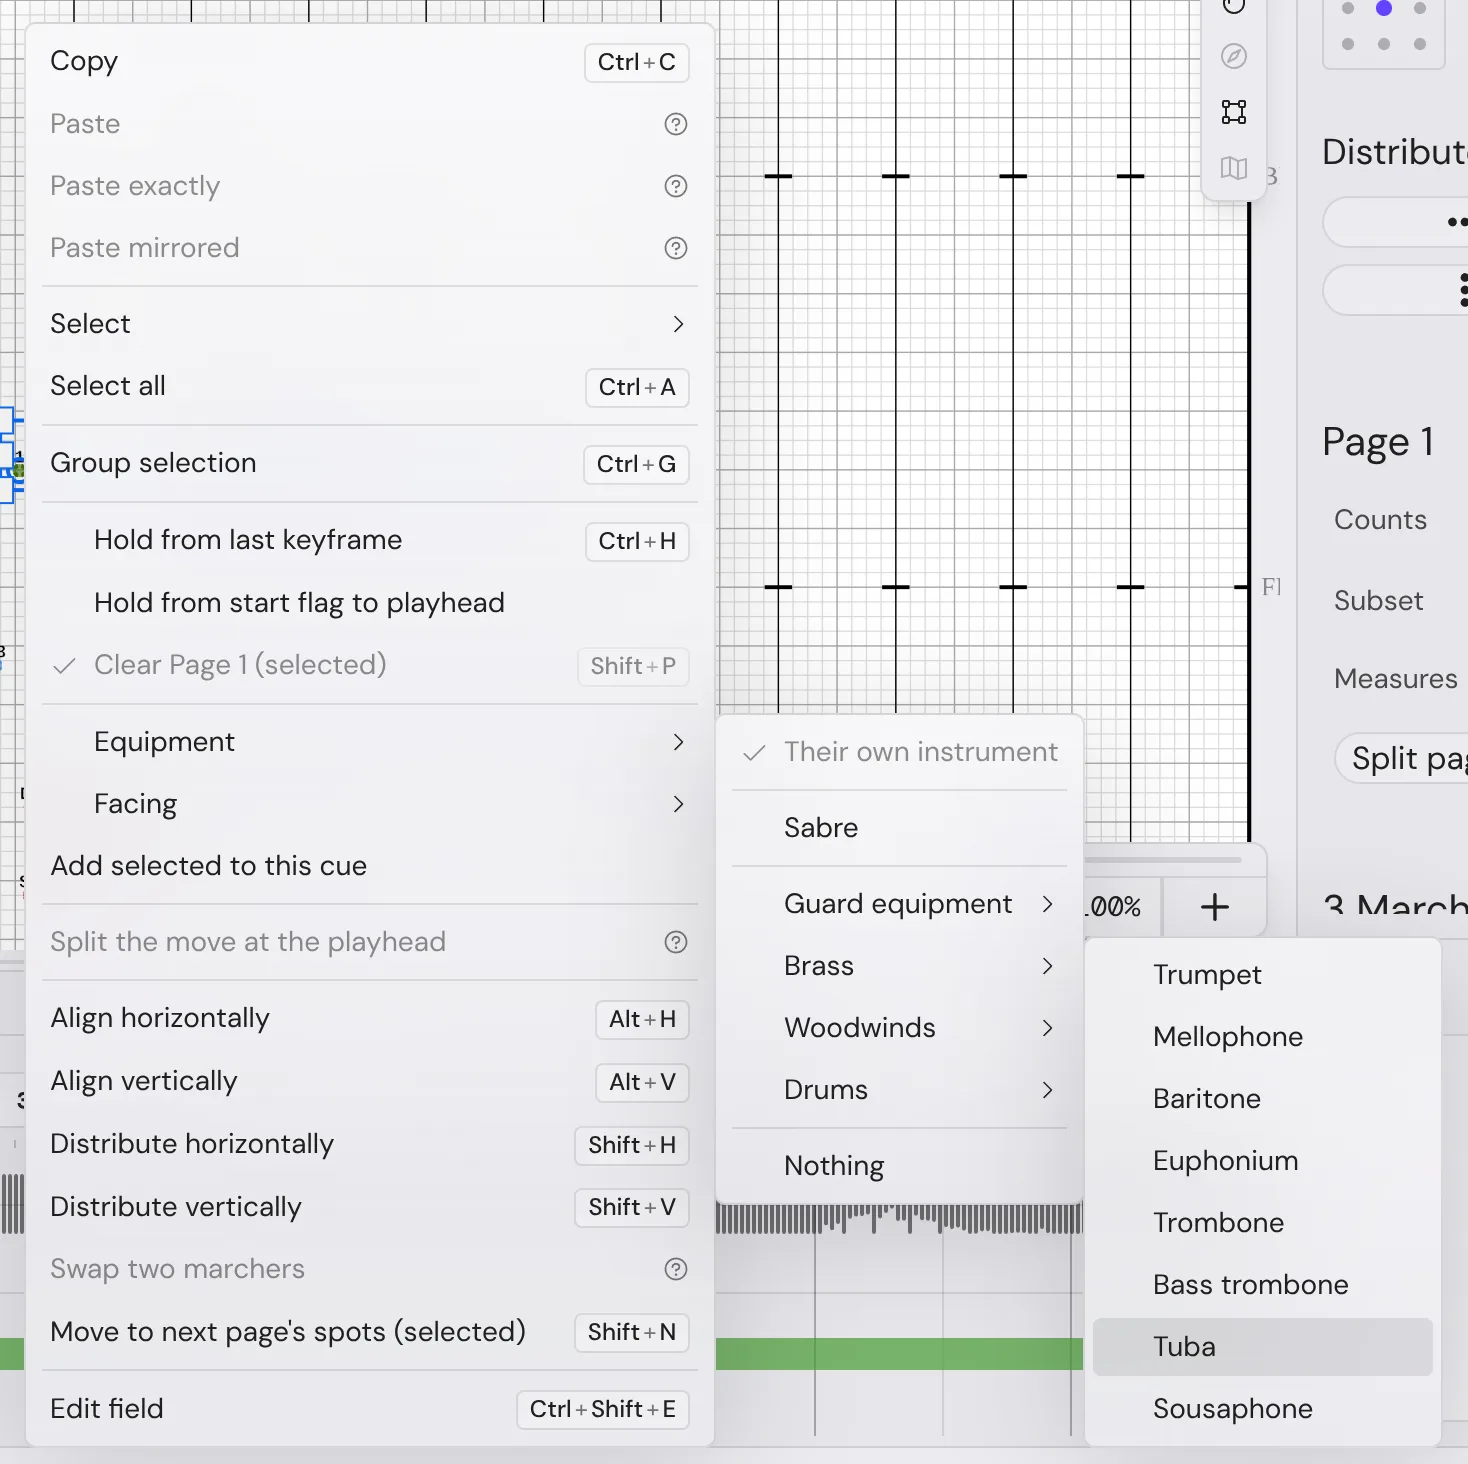 Copy Ctrl+C
Paste
Paste exactly
Paste mirrored
Select
Select all Ctrl+A
Group selection Ctrl+G
Hold from last keyframe Ctrl+H
Hold from start flag to playhead
Clear Page 1 (selected) Shift+P
Equipment
Facing
Add selected to this cue
Split the move at the playhead
Align horizontally Alt+H
Align vertically Alt+V
Distribute horizontally Shift+H
Distribute vertically Shift+V
Swap two marchers
Move to next page's spots (selected) Shift+N
Edit field Ctrl+Shift+E
Their own instrument
Sabre
Guard equipment
Brass
Woodwinds
Drums
Nothing
Trumpet
Mellophone
Baritone
Euphonium
Trombone
Bass trombone
Tuba
Sousaphone
Page 1
Counts
Subset
Measures
Split
00%
3